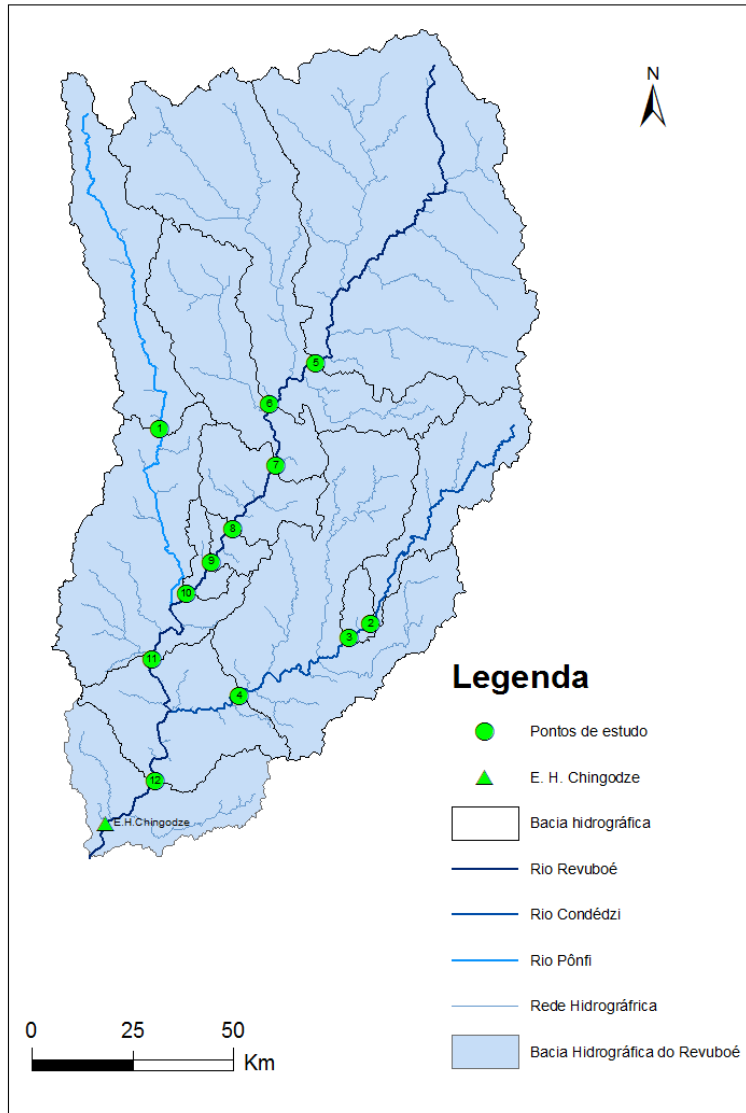 N
5
6
1
7
8
9
10
2
3
11
4
12
E.H.Chingodze
Legenda
Pontos de estudo
E. H. Chingodze
Bacia hidrográfica
Rio Revuboé
Rio Condédzi
Rio Pônfi
Rede Hidrográfrica
Bacia Hidrográfica do Revuboé
0 25 50
Km